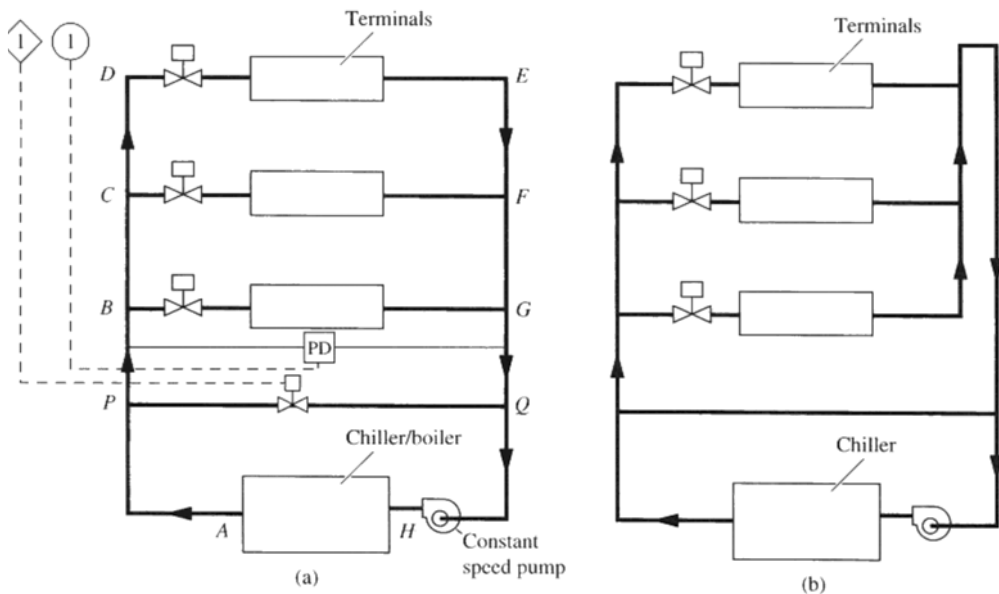 1 1
Terminals
D E
C F
B G
PD
P Q
Chiller/boiler
A H
Constant
speed pump
(a)
Terminals
Chiller
(b)